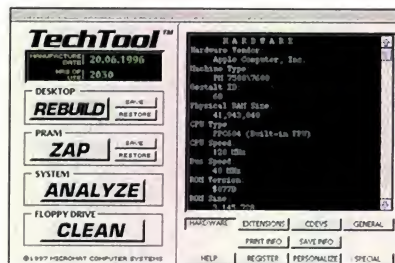 TechTool™
MANUFACTURE DATE 20.06.1996
HRS OF LIFE 2030
DESKTOP
REBUILD
SAVE
RESTORE
PRAM
ZAP
SAVE
RESTORE
SYSTEM
ANALYZE
FLOPPY DRIVE
CLEAN
©1997 MICROMAT COMPUTER SYSTEMS
HARDWARE
Hardware Vendor
Apple Computer, Inc.
Machine Type
PM 7500\7600
Gestalt ID
68
Physical RAM Size
41,943,040
CPU Type
PPC604 (Built-in FPU)
CPU Speed
120 MHz
Bus Speed
40 MHz
ROM Version
$077D
ROM Size
3,145,728
HARDWARE EXTENSIONS CDEVS GENERAL
PRINT INFO SAVE INFO
HELP REGISTER PERSONALIZE SPECIAL